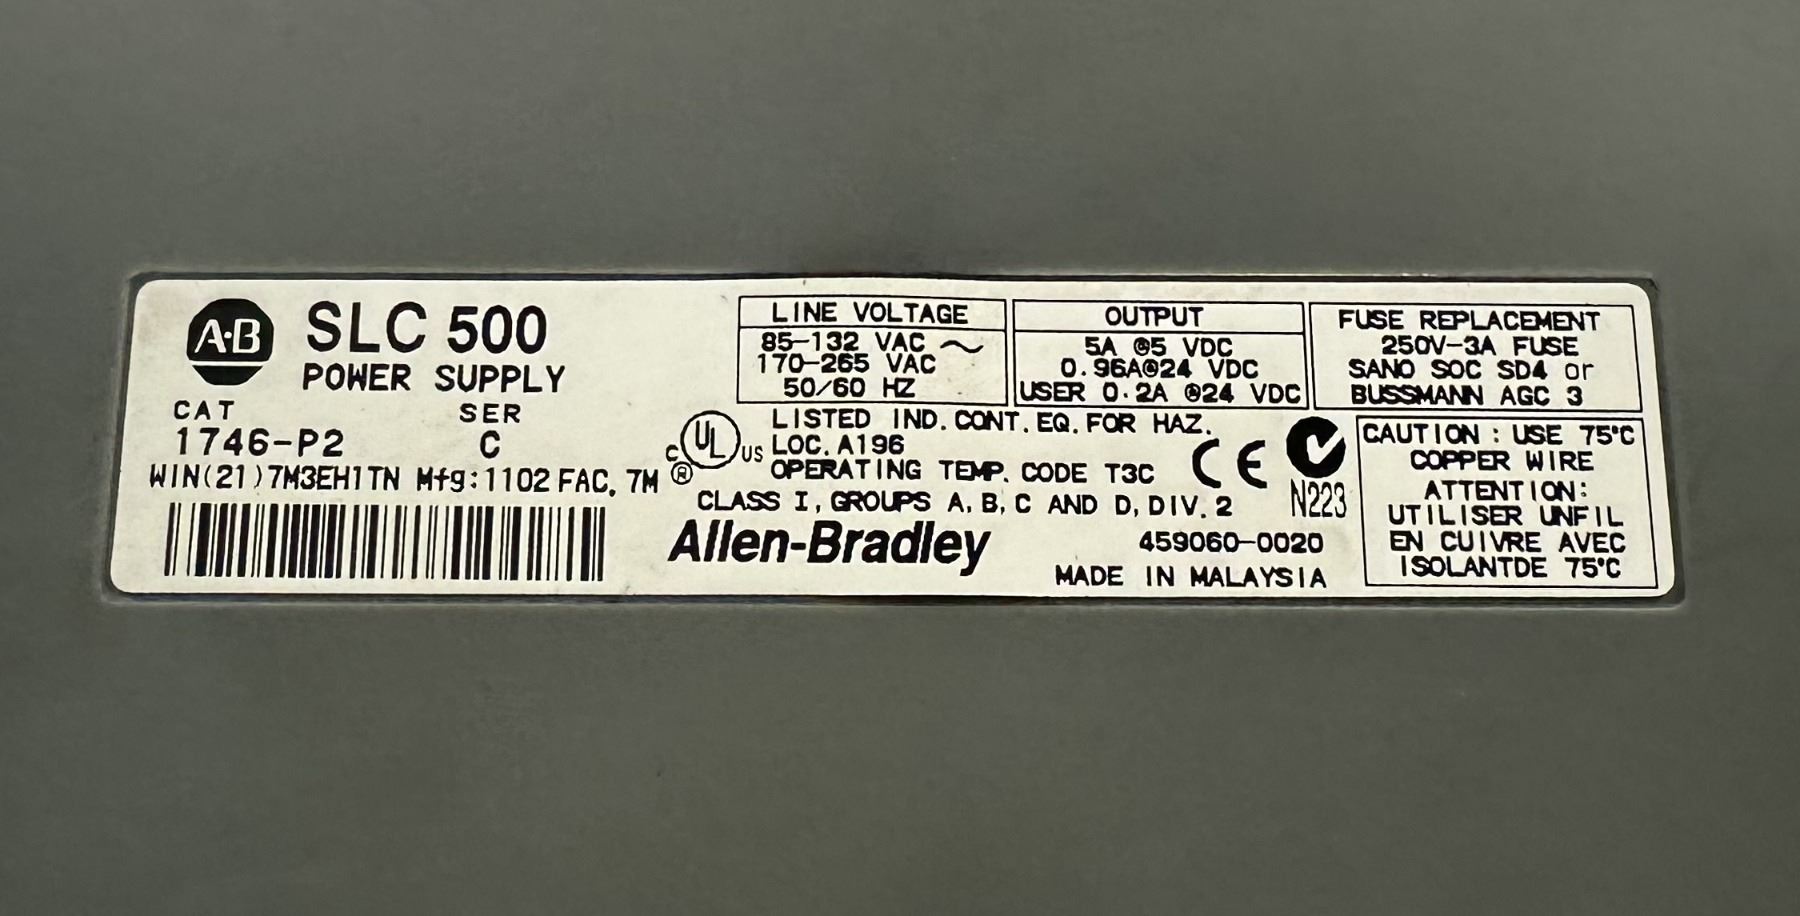 A·B
SLC 500
POWER SUPPLY
CAT SER
1746-P2 C
WIN(21)7M3EH1TN Mfg:1102 FAC. 7M
LINE VOLTAGE
85-132 VAC ~
170-265 VAC
50/60 HZ
OUTPUT
5A @5 VDC
0.96A@24 VDC
USER 0.2A @24 VDC
FUSE REPLACEMENT
250V-3A FUSE
SANO SOC SD4 or
BUSSMANN AGC 3
C UL US ®
LISTED IND. CONT. EQ. FOR HAZ.
LOC. A196
OPERATING TEMP. CODE T3C
CLASS I, GROUPS A, B, C AND D, DIV. 2
CE
N223
Allen-Bradley
459060-0020
MADE IN MALAYSIA
CAUTION : USE 75°C
COPPER WIRE
ATTENTION:
UTILISER UNFIL
EN CUIVRE AVEC
ISOLANTDE 75°C